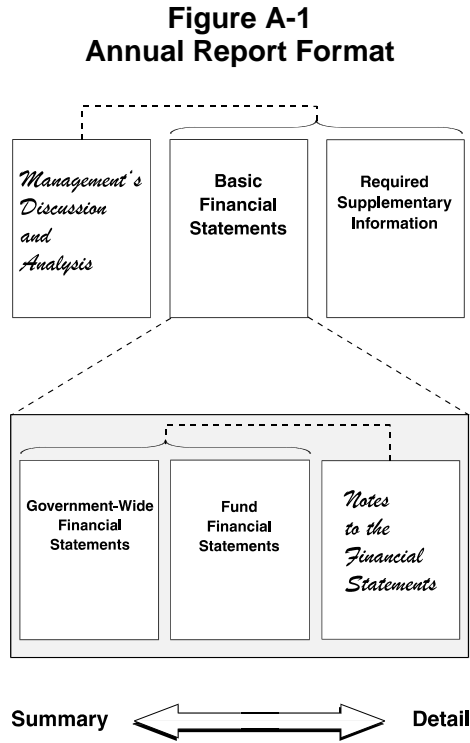 Figure A-1
Annual Report Format
Management's
Discussion
and
Analysis
Basic
Financial
Statements
Required
Supplementary
Information
Government-Wide
Financial
Statements
Fund
Financial
Statements
Notes
to the
Financial
Statements
Summary
Detail